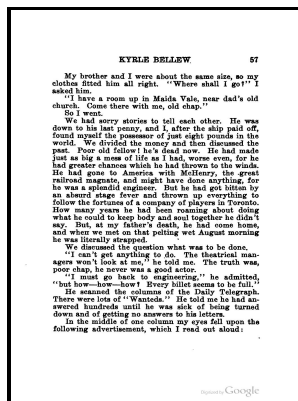 KYRLE BELLEW 57
My brother and I were about the same size, so my
clothes fitted him all right. "Where shall I go?" I
asked him.
"I have a room up in Maida Vale, near dad's old
church. Come there with me, old chap."
So I went.
We had sorry stories to tell each other. He was
down to his last penny, and I, after the ship paid off,
found myself the possessor of just eight pounds in the
world. We divided the money and then discussed the
past. Poor old fellow! he's dead now. He had made
just as big a mess of life as I had, worse even, for he
had greater chances which he had thrown to the winds.
He had gone to America with McHenry, the great
railroad magnate, and might have done anything, for
he was a splendid engineer. But he had gotten bitten by
an absurd stage fever and thrown up everything to
follow the fortunes of a company of players in Toronto.
How many years he had been roaming about doing
what he could to keep body and soul together he didn't
say. But, at my father's death, he had come home,
and when we met on that pelting wet August morning
he was literally strapped.
We discussed the question what was to be done.
"I can't get anything to do. The theatrical man-
agers won't look at me," he told me. The truth was,
poor chap, he never was a good actor.
"I must go back to engineering," he admitted,
"but how—how—how? Every billet seems to be full."
He scanned the columns of the Daily Telegraph.
There were lots of "Wanteds." He told me he had an-
swered hundreds until he was sick of being turned
down and of getting no answers to his letters.
In the middle of one column my eyes fell upon the
following advertisement, which I read out aloud:
Digitized by Google